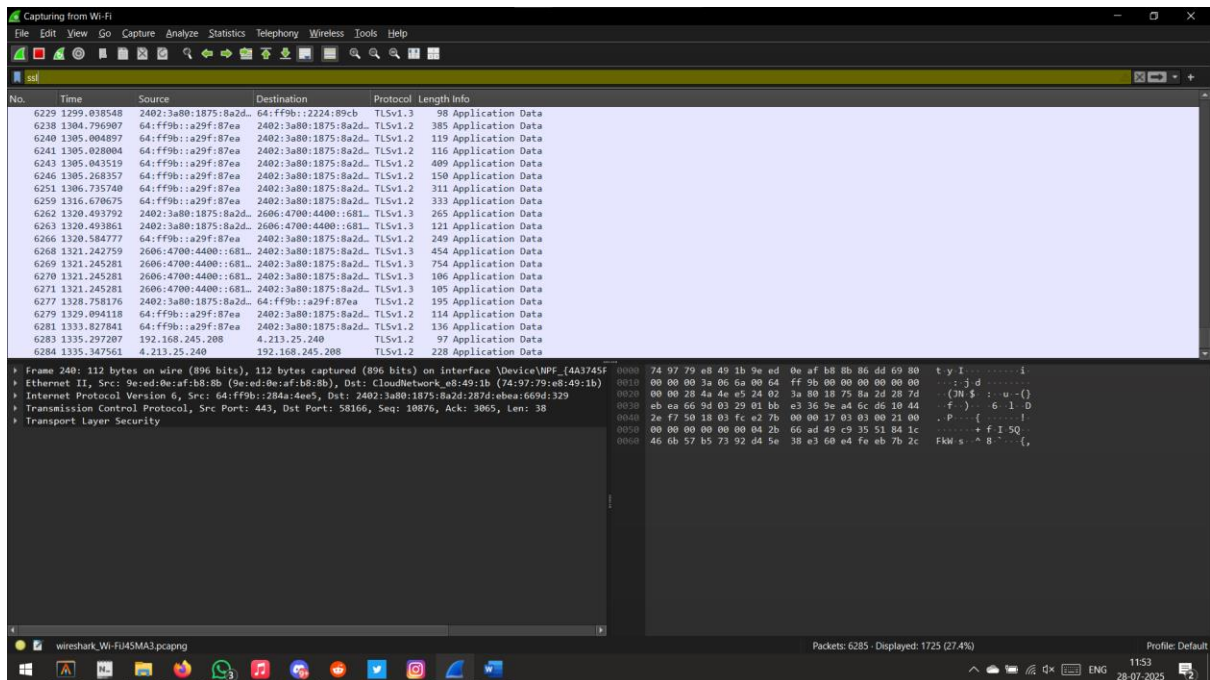 Capturing from Wi-Fi
File Edit View Go Capture Analyze Statistics Telephony Wireless Tools Help
ssl
No. Time Source Destination Protocol Length Info
6229 1299.038548 2402:3a80:1875:8a2d… 64:ff9b::2224:89cb TLSv1.3 98 Application Data
6238 1304.796907 64:ff9b::a29f:87ea 2402:3a80:1875:8a2d… TLSv1.2 385 Application Data
6240 1305.004897 64:ff9b::a29f:87ea 2402:3a80:1875:8a2d… TLSv1.2 119 Application Data
6241 1305.028004 64:ff9b::a29f:87ea 2402:3a80:1875:8a2d… TLSv1.2 116 Application Data
6243 1305.043519 64:ff9b::a29f:87ea 2402:3a80:1875:8a2d… TLSv1.2 409 Application Data
6246 1305.268357 64:ff9b::a29f:87ea 2402:3a80:1875:8a2d… TLSv1.2 150 Application Data
6251 1306.735740 64:ff9b::a29f:87ea 2402:3a80:1875:8a2d… TLSv1.2 311 Application Data
6259 1316.670675 64:ff9b::a29f:87ea 2402:3a80:1875:8a2d… TLSv1.2 333 Application Data
6262 1320.493792 2402:3a80:1875:8a2d… 2606:4700:4400::681… TLSv1.3 265 Application Data
6263 1320.493861 2402:3a80:1875:8a2d… 2606:4700:4400::681… TLSv1.3 121 Application Data
6266 1320.584777 64:ff9b::a29f:87ea 2402:3a80:1875:8a2d… TLSv1.2 249 Application Data
6268 1321.242759 2606:4700:4400::681… 2402:3a80:1875:8a2d… TLSv1.3 454 Application Data
6269 1321.245281 2606:4700:4400::681… 2402:3a80:1875:8a2d… TLSv1.3 754 Application Data
6270 1321.245281 2606:4700:4400::681… 2402:3a80:1875:8a2d… TLSv1.3 106 Application Data
6271 1321.245281 2606:4700:4400::681… 2402:3a80:1875:8a2d… TLSv1.3 105 Application Data
6277 1328.758176 2402:3a80:1875:8a2d… 64:ff9b::a29f:87ea TLSv1.2 195 Application Data
6279 1329.094118 64:ff9b::a29f:87ea 2402:3a80:1875:8a2d… TLSv1.2 114 Application Data
6281 1333.827841 64:ff9b::a29f:87ea 2402:3a80:1875:8a2d… TLSv1.2 136 Application Data
6283 1335.297207 192.168.245.208 4.213.25.240 TLSv1.2 97 Application Data
6284 1335.347561 4.213.25.240 192.168.245.208 TLSv1.2 228 Application Data
Frame 240: 112 bytes on wire (896 bits), 112 bytes captured (896 bits) on interface \Device\NPF_{4A3745F
Ethernet II, Src: 9e:ed:0e:af:b8:8b (9e:ed:0e:af:b8:8b), Dst: CloudNetwork_e8:49:1b (74:97:79:e8:49:1b)
Internet Protocol Version 6, Src: 64:ff9b::284a:4ee5, Dst: 2402:3a80:1875:8a2d:287d:ebea:669d:329
Transmission Control Protocol, Src Port: 443, Dst Port: 58166, Seq: 10876, Ack: 3065, Len: 38
Transport Layer Security
0000 74 97 79 e8 49 1b 9e ed 0e af b8 8b 86 dd 69 80 t·y·I··· ······i·
0010 00 00 00 3a 06 6a 00 64 ff 9b 00 00 00 00 00 00 ···:·j·d ········
0020 00 00 28 4a 4e e5 24 02 3a 80 18 75 8a 2d 28 7d ··(JN·$· :··u·-(}
0030 eb ea 66 9d 03 29 01 bb e3 36 9e a4 6c d6 10 44 ··f··)·· ·6··l··D
0040 2e f7 50 18 03 fc e2 7b 00 00 17 03 03 00 21 00 .·P····{ ······!·
0050 00 00 00 00 00 00 04 2b 66 ad 49 c9 35 51 84 1c ·······+ f·I·5Q··
0060 46 6b 57 b5 73 92 d4 5e 38 e3 60 e4 fe eb 7b 2c FkW·s··^ 8·`···{,
wireshark_Wi-FiJ45MA3.pcapng
Packets: 6285 · Displayed: 1725 (27.4%)
Profile: Default
ENG
11:53
28-07-2025